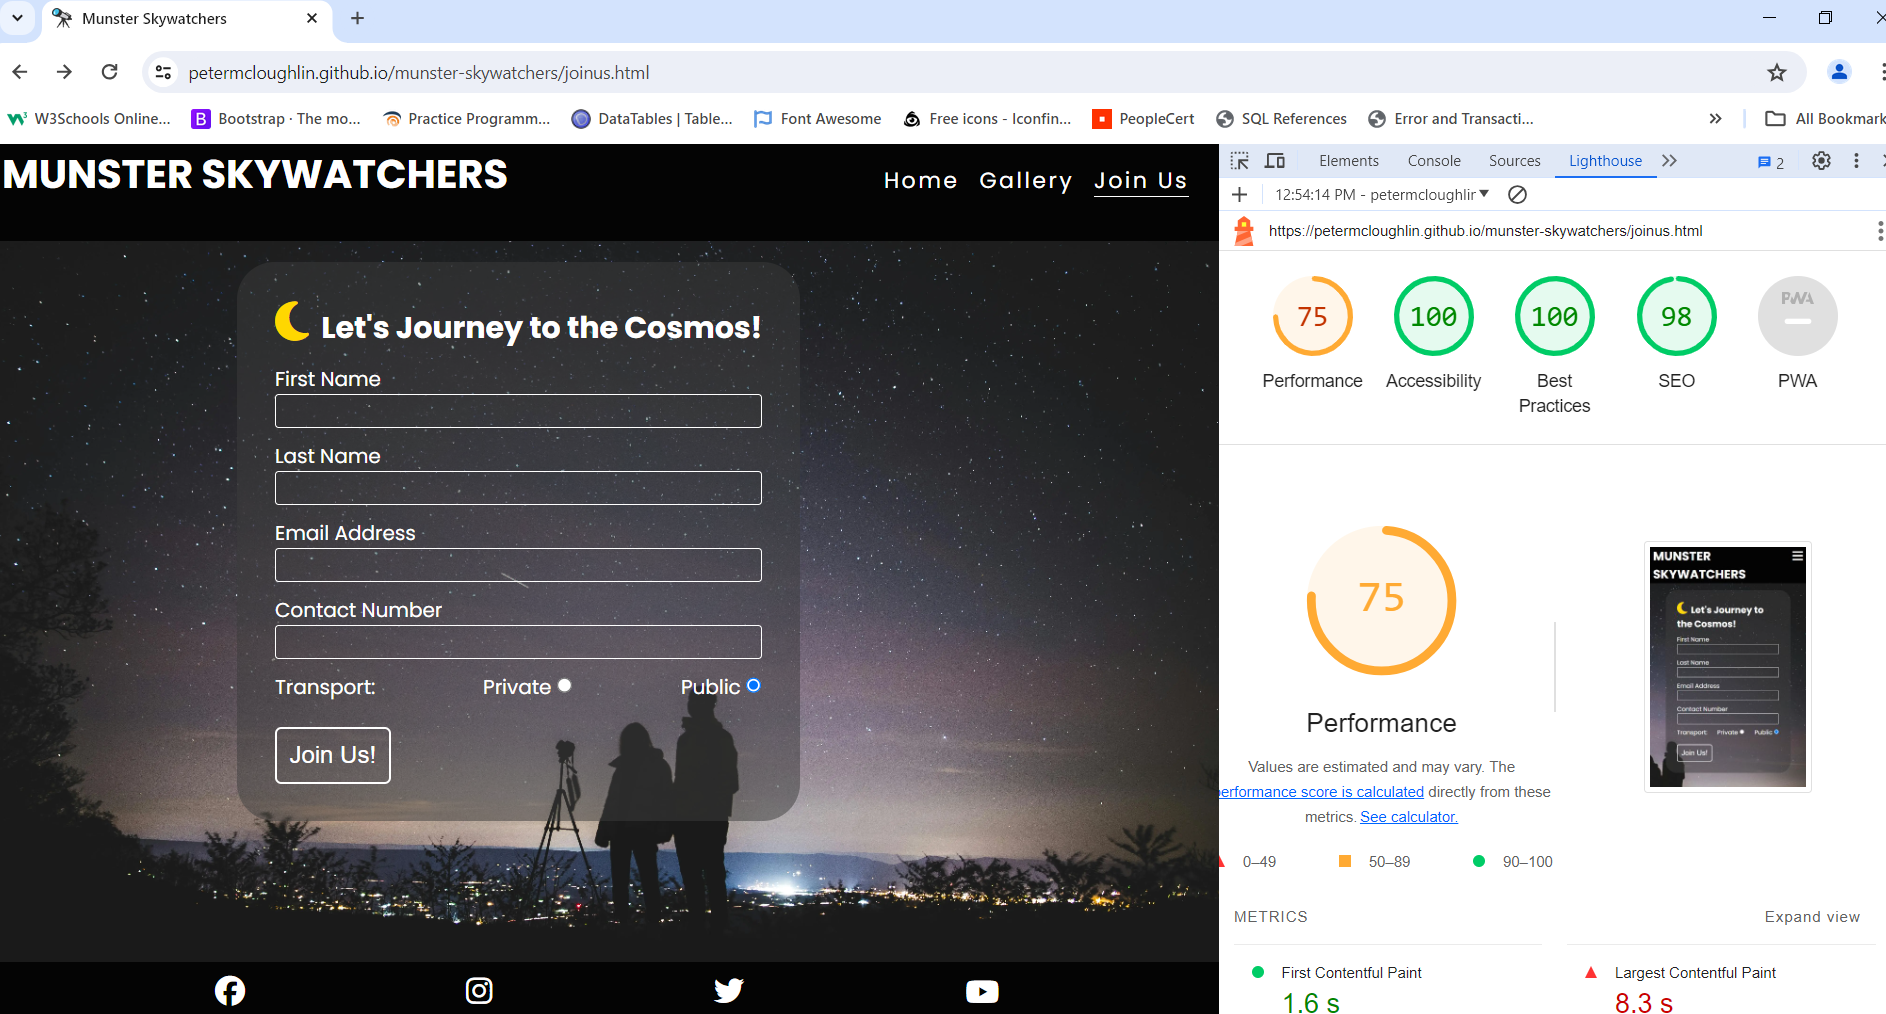 Munster Skywatchers
petermcloughlin.github.io/munster-skywatchers/joinus.html
W3Schools Online...
Bootstrap · The mo...
Practice Programm...
DataTables | Table...
Font Awesome
Free icons - Iconfin...
PeopleCert
SQL References
Error and Transacti...
All Bookmark
MUNSTER SKYWATCHERS
Home
Gallery
Join Us
Let's Journey to the Cosmos!
First Name
Last Name
Email Address
Contact Number
Transport:
Private
Public
Join Us!
Elements
Console
Sources
Lighthouse
2
12:54:14 PM - petermcloughlir
https://petermcloughlin.github.io/munster-skywatchers/joinus.html
75
100
100
98
PWA
Performance
Accessibility
Best
Practices
SEO
PWA
75
Performance
Values are estimated and may vary. The
performance score is calculated directly from these
metrics. See calculator.
0–49
50–89
90–100
MUNSTER
SKYWATCHERS
Let's Journey to
the Cosmos!
First Name
Last Name
Email Address
Contact Number
Transport:
Private
Public
Join Us!
METRICS
Expand view
First Contentful Paint
1.6 s
Largest Contentful Paint
8.3 s